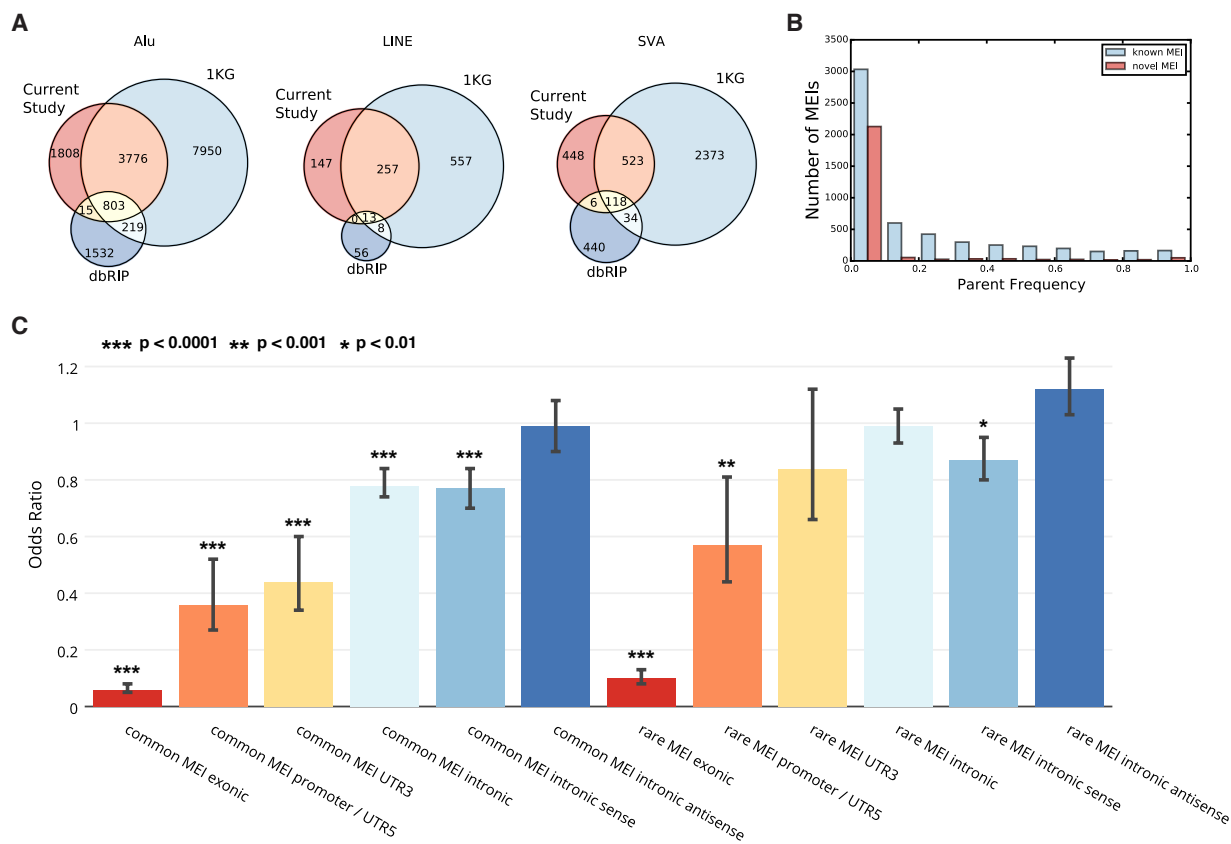 A
Alu
LINE
SVA
1KG
1KG
1KG
Current
Study
Current
Study
Current
Study
1808
3776
7950
15
803
219
1532
dbRIP
147
257
557
0
13
8
56
dbRIP
448
523
2373
6
118
34
440
dbRIP
B
known MEI
novel MEI
3500
3000
2500
2000
1500
1000
500
0
0.0
0.2
0.4
0.6
0.8
1.0
Number of MEIs
Parent Frequency
C
*** p < 0.0001 ** p < 0.001 * p < 0.01
1.2
1
0.8
0.6
0.4
0.2
0
Odds Ratio
***
***
***
***
***
***
**
*
common MEI exonic
common MEI promoter / UTR5
common MEI UTR3
common MEI intronic
common MEI intronic sense
common MEI intronic antisense
rare MEI exonic
rare MEI promoter / UTR5
rare MEI UTR3
rare MEI intronic
rare MEI intronic sense
rare MEI intronic antisense